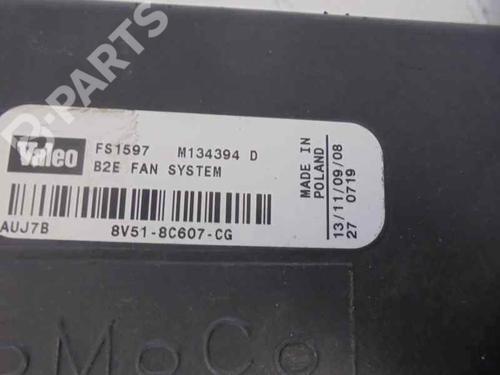 B-PARTS
Valeo
FS1597 M134394 D
B2E FAN SYSTEM
AUJ7B 8V51-8C607-CG
MADE IN
POLAND
13/11/09/08
27 0719
oMoCo